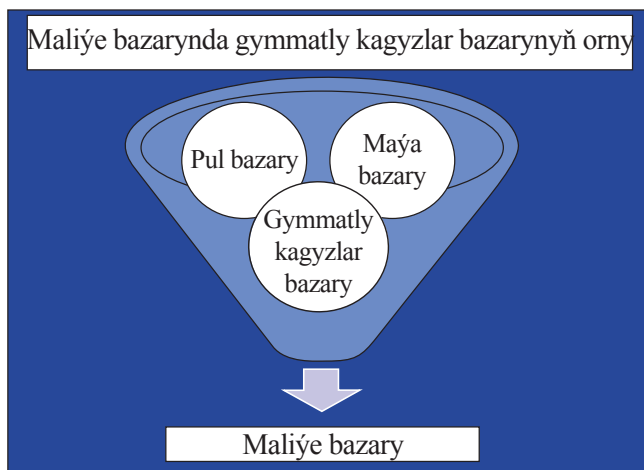 Maliýe bazarynda gymmatly kagyzlar bazarynyň orny
Pul bazary
Maýa
bazary
Gymmatly
kagyzlar
bazary
Maliýe bazary